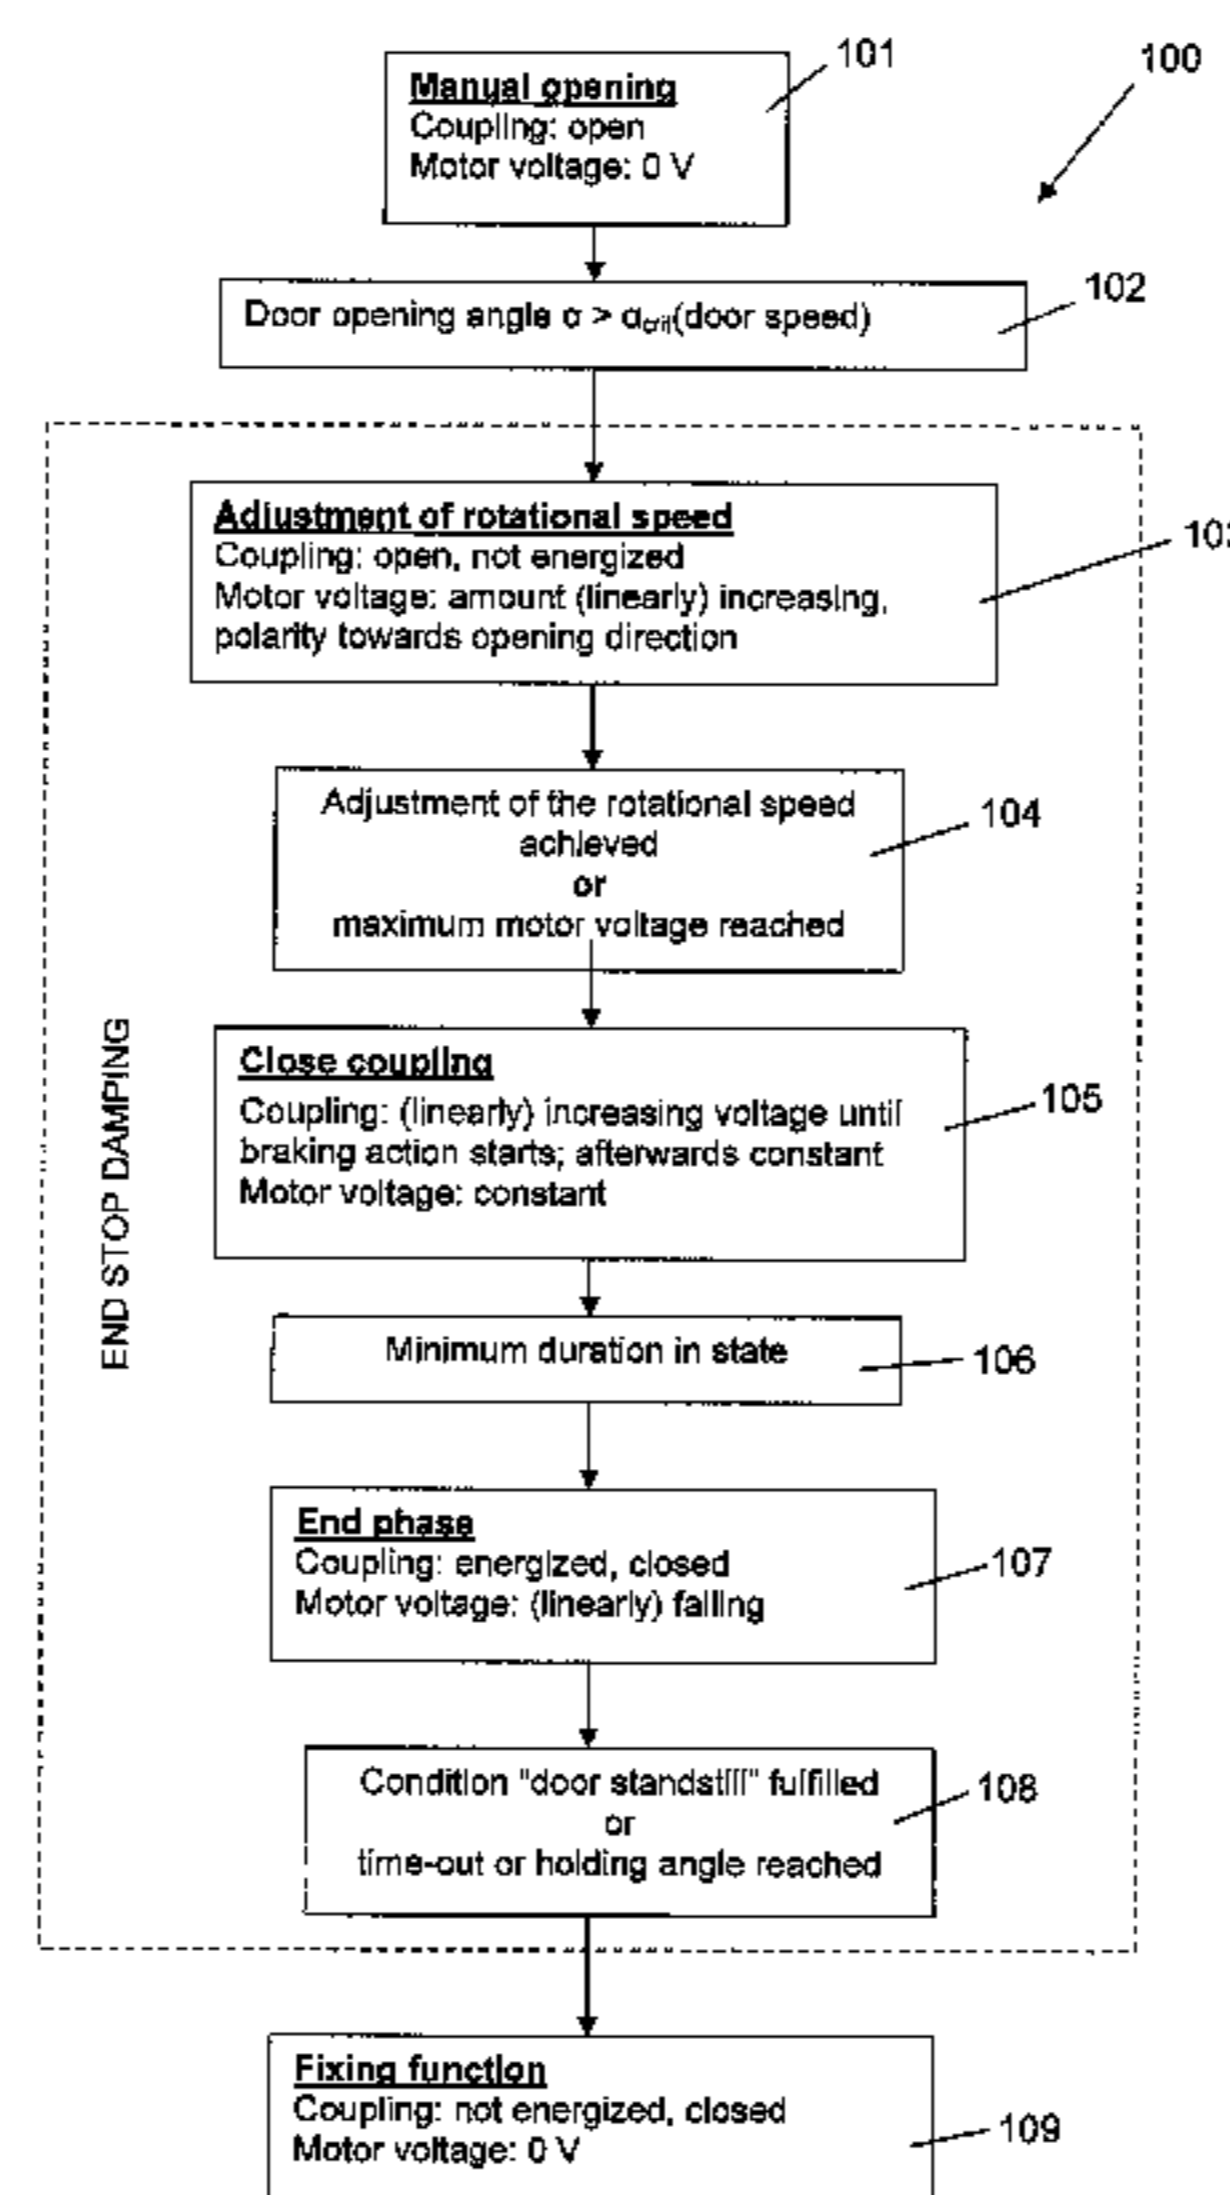 101
100
Manual opening
Coupling: open
Motor voltage: 0 V
102
Door opening angle α > αcrit(door speed)
Adjustment of rotational speed
Coupling: open, not energized
Motor voltage: amount (linearly) increasing,
polarity towards opening direction
Adjustment of the rotational speed
achieved
or
maximum motor voltage reached
104
END STOP DAMPING
Close coupling
Coupling: (linearly) increasing voltage until
braking action starts; afterwards constant
Motor voltage: constant
105
Minimum duration in state
106
End phase
Coupling: energized, closed
Motor voltage: (linearly) falling
107
Condition "door standstill" fulfilled
or
time-out or holding angle reached
108
Fixing function
Coupling: not energized, closed
Motor voltage: 0 V
109